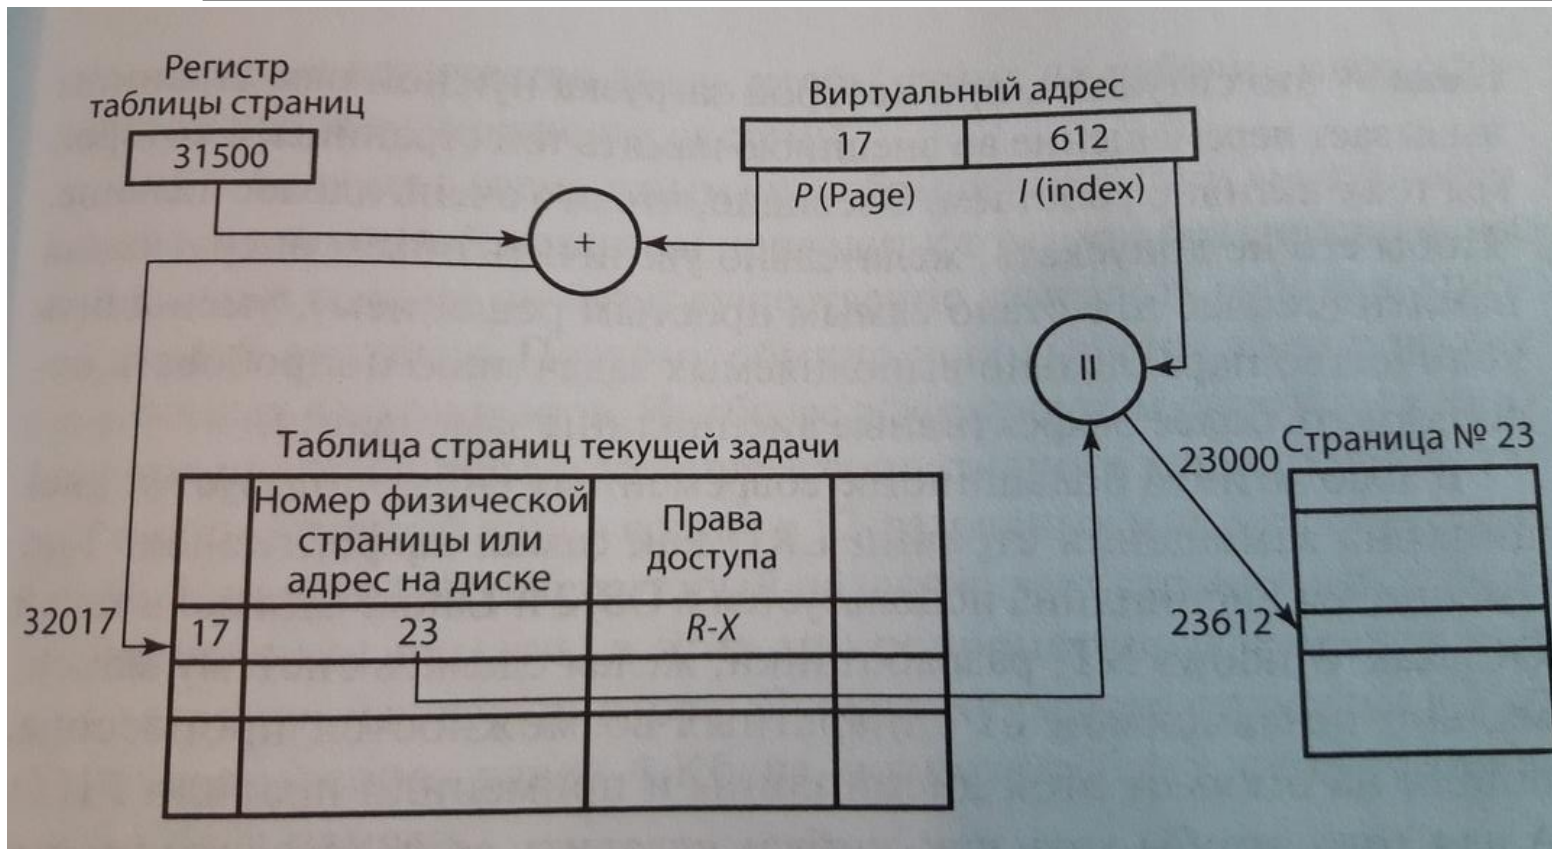 Регистр
таблицы страниц
31500
Виртуальный адрес
17 612
P (Page) I (index)
+
II
Таблица страниц текущей задачи
Номер физической
страницы или
адрес на диске
Права
доступа
32017
17 23 R-X
23000 Страница № 23
23612